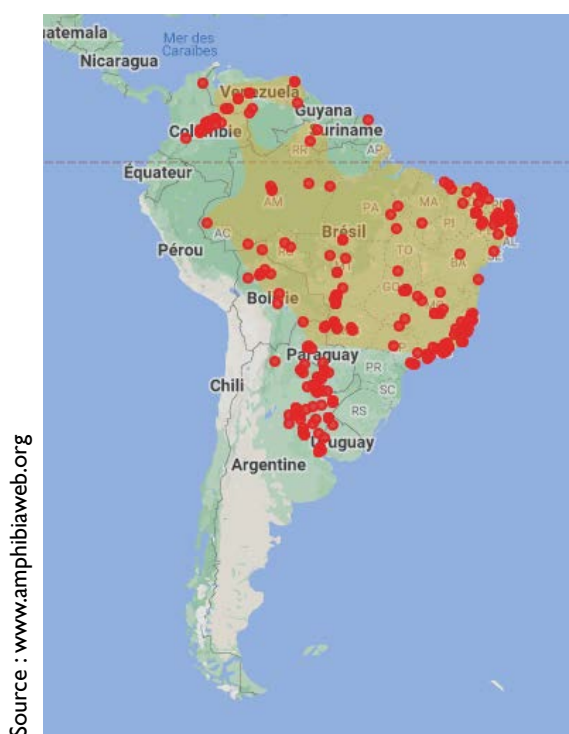 uatemala
Mer des
Caraïbes
Nicaragua
Venezuela
Guyana
Suriname
Colombie
RR
AP
Équateur
AM
PA
MA
PI
Brésil
AC
TO
AL
SE
Pérou
BA
GO
Bolivie
Paraguay
PR
Chili
SC
RS
Uruguay
Argentine
Source : www.amphibiaweb.org